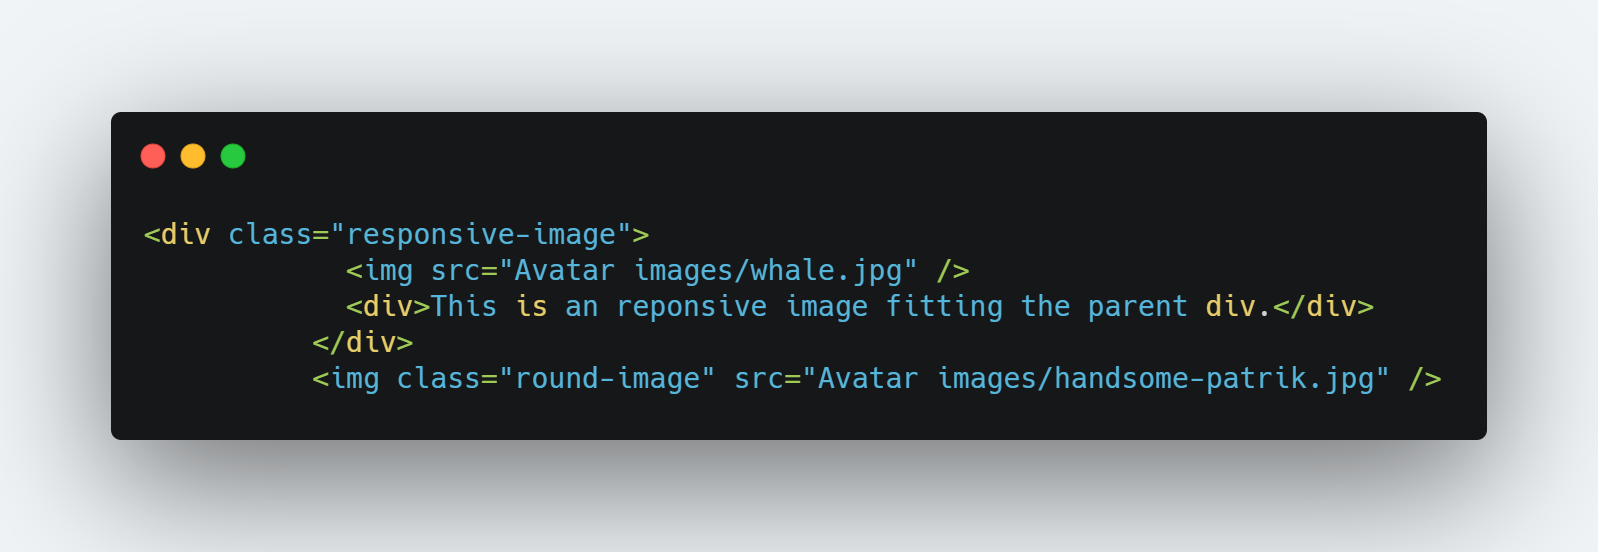 <div class="responsive-image">
            <img src="Avatar images/whale.jpg" />
            <div>This is an reponsive image fitting the parent div.</div>
          </div>
          <img class="round-image" src="Avatar images/handsome-patrik.jpg" />